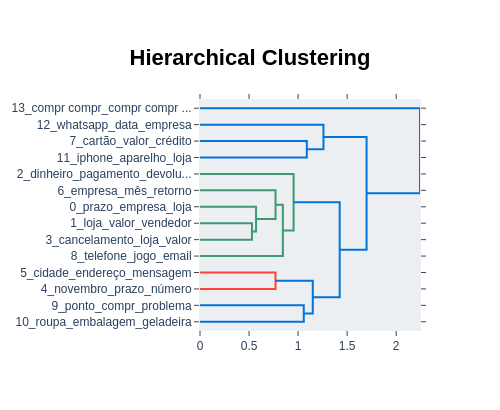 Hierarchical Clustering
13_compr compr_compr compr ...
12_whatsapp_data_empresa
7_cartão_valor_crédito
11_iphone_aparelho_loja
2_dinheiro_pagamento_devolu...
6_empresa_mês_retorno
0_prazo_empresa_loja
1_loja_valor_vendedor
3_cancelamento_loja_valor
8_telefone_jogo_email
5_cidade_endereço_mensagem
4_novembro_prazo_número
9_ponto_compr_problema
10_roupa_embalagem_geladeira
0 0.5 1 1.5 2